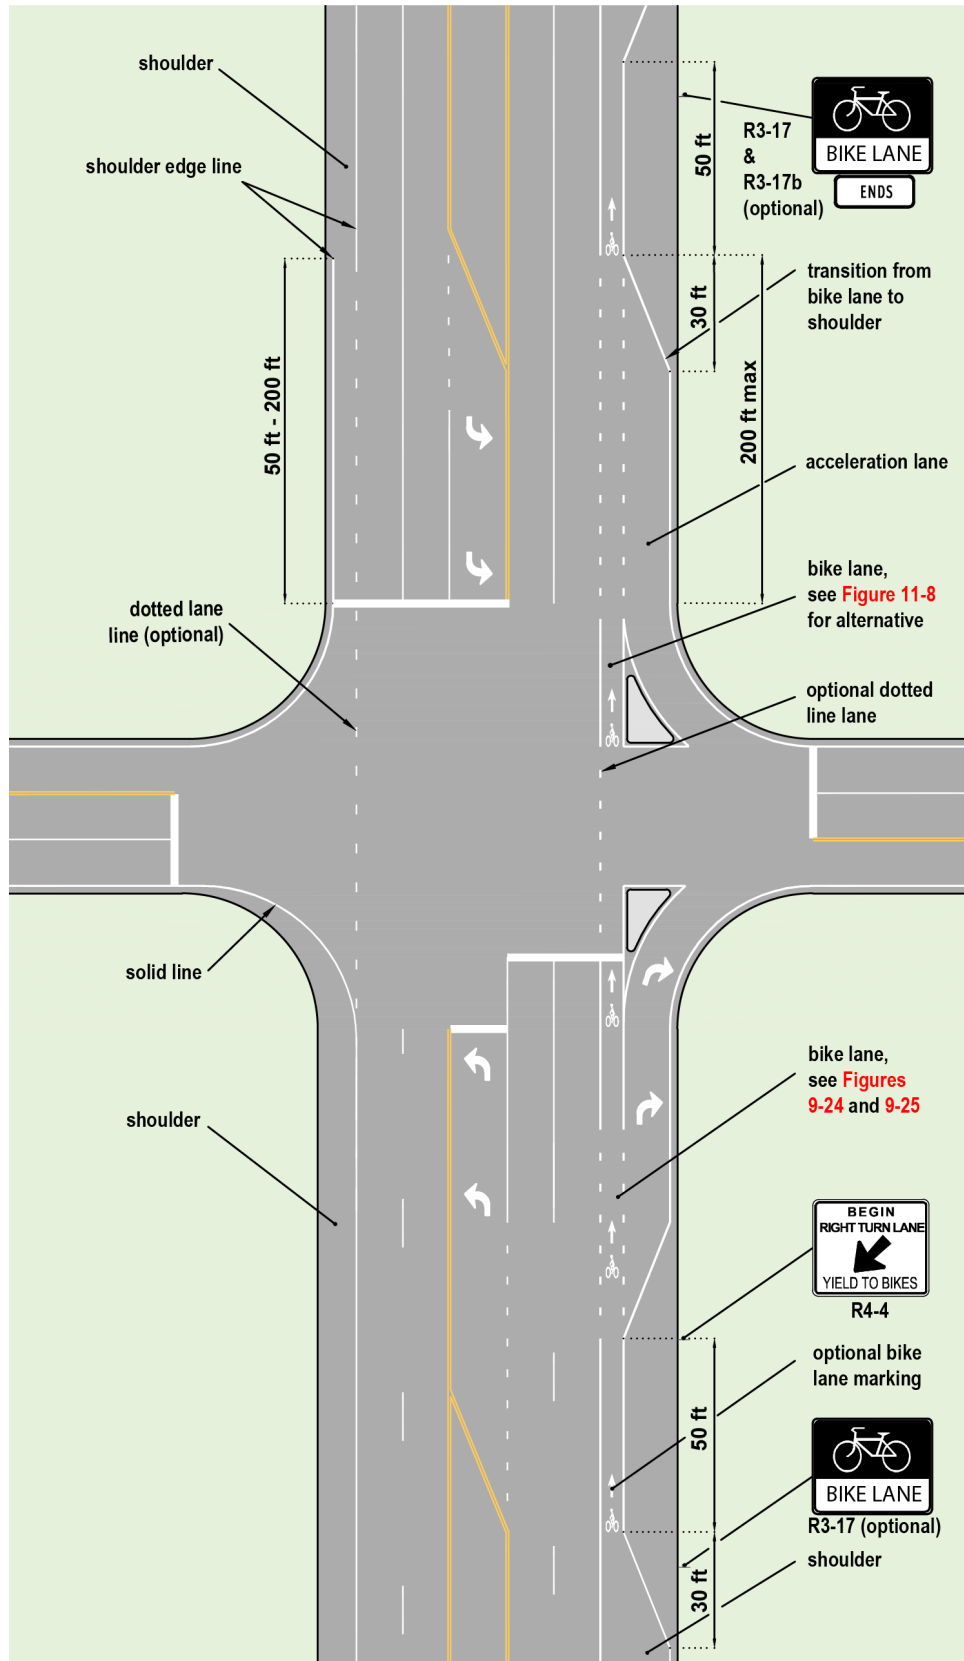 shoulder
shoulder edge line
50 ft
R3-17
&
R3-17b
(optional)
BIKE LANE
ENDS
30 ft
200 ft max
transition from
bike lane to
shoulder
50 ft - 200 ft
acceleration lane
bike lane,
see Figure 11-8
for alternative
dotted lane
line (optional)
optional dotted
line lane
solid line
bike lane,
see Figures
9-24 and 9-25
shoulder
BEGIN
RIGHT TURN LANE
YIELD TO BIKES
R4-4
optional bike
lane marking
50 ft
BIKE LANE
R3-17 (optional)
shoulder
30 ft